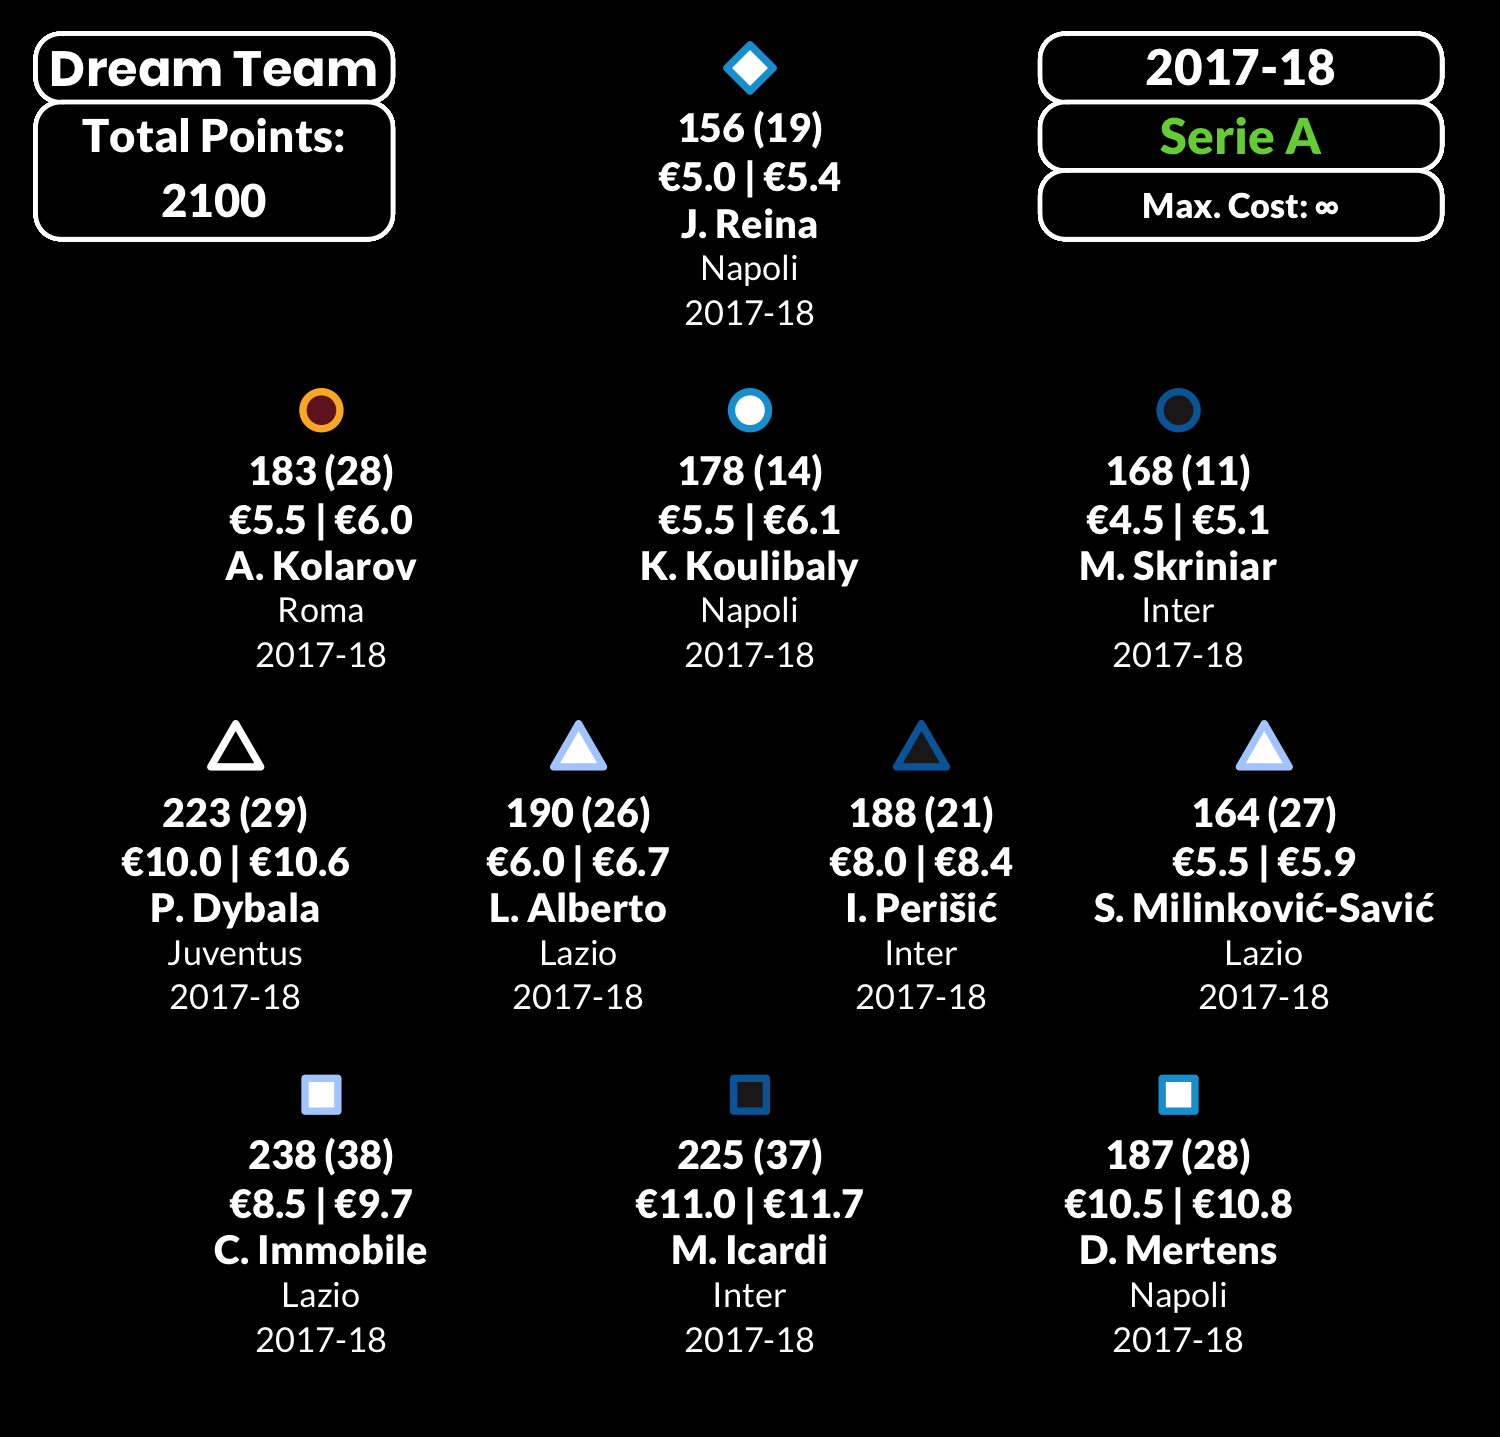 Dream Team
Total Points:
2100
2017-18
Serie A
Max. Cost: ∞
156 (19)
€5.0 | €5.4
J. Reina
Napoli
2017-18
183 (28)
€5.5 | €6.0
A. Kolarov
Roma
2017-18
178 (14)
€5.5 | €6.1
K. Koulibaly
Napoli
2017-18
168 (11)
€4.5 | €5.1
M. Skriniar
Inter
2017-18
223 (29)
€10.0 | €10.6
P. Dybala
Juventus
2017-18
190 (26)
€6.0 | €6.7
L. Alberto
Lazio
2017-18
188 (21)
€8.0 | €8.4
I. Perišić
Inter
2017-18
164 (27)
€5.5 | €5.9
S. Milinković-Savić
Lazio
2017-18
238 (38)
€8.5 | €9.7
C. Immobile
Lazio
2017-18
225 (37)
€11.0 | €11.7
M. Icardi
Inter
2017-18
187 (28)
€10.5 | €10.8
D. Mertens
Napoli
2017-18